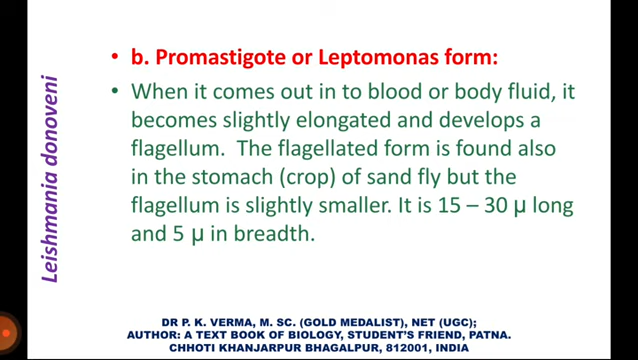 Leishmania donoveni
• b. Promastigote or Leptomonas form:
• When it comes out in to blood or body fluid, it
becomes slightly elongated and develops a
flagellum. The flagellated form is found also
in the stomach (crop) of sand fly but the
flagellum is slightly smaller. It is 15 – 30 µ long
and 5 µ in breadth.
DR P. K. VERMA, M. SC. (GOLD MEDALIST), NET (UGC);
AUTHOR: A TEXT BOOK OF BIOLOGY, STUDENT'S FRIEND, PATNA.
CHHOTI KHANJARPUR BHAGALPUR, 812001, INDIA